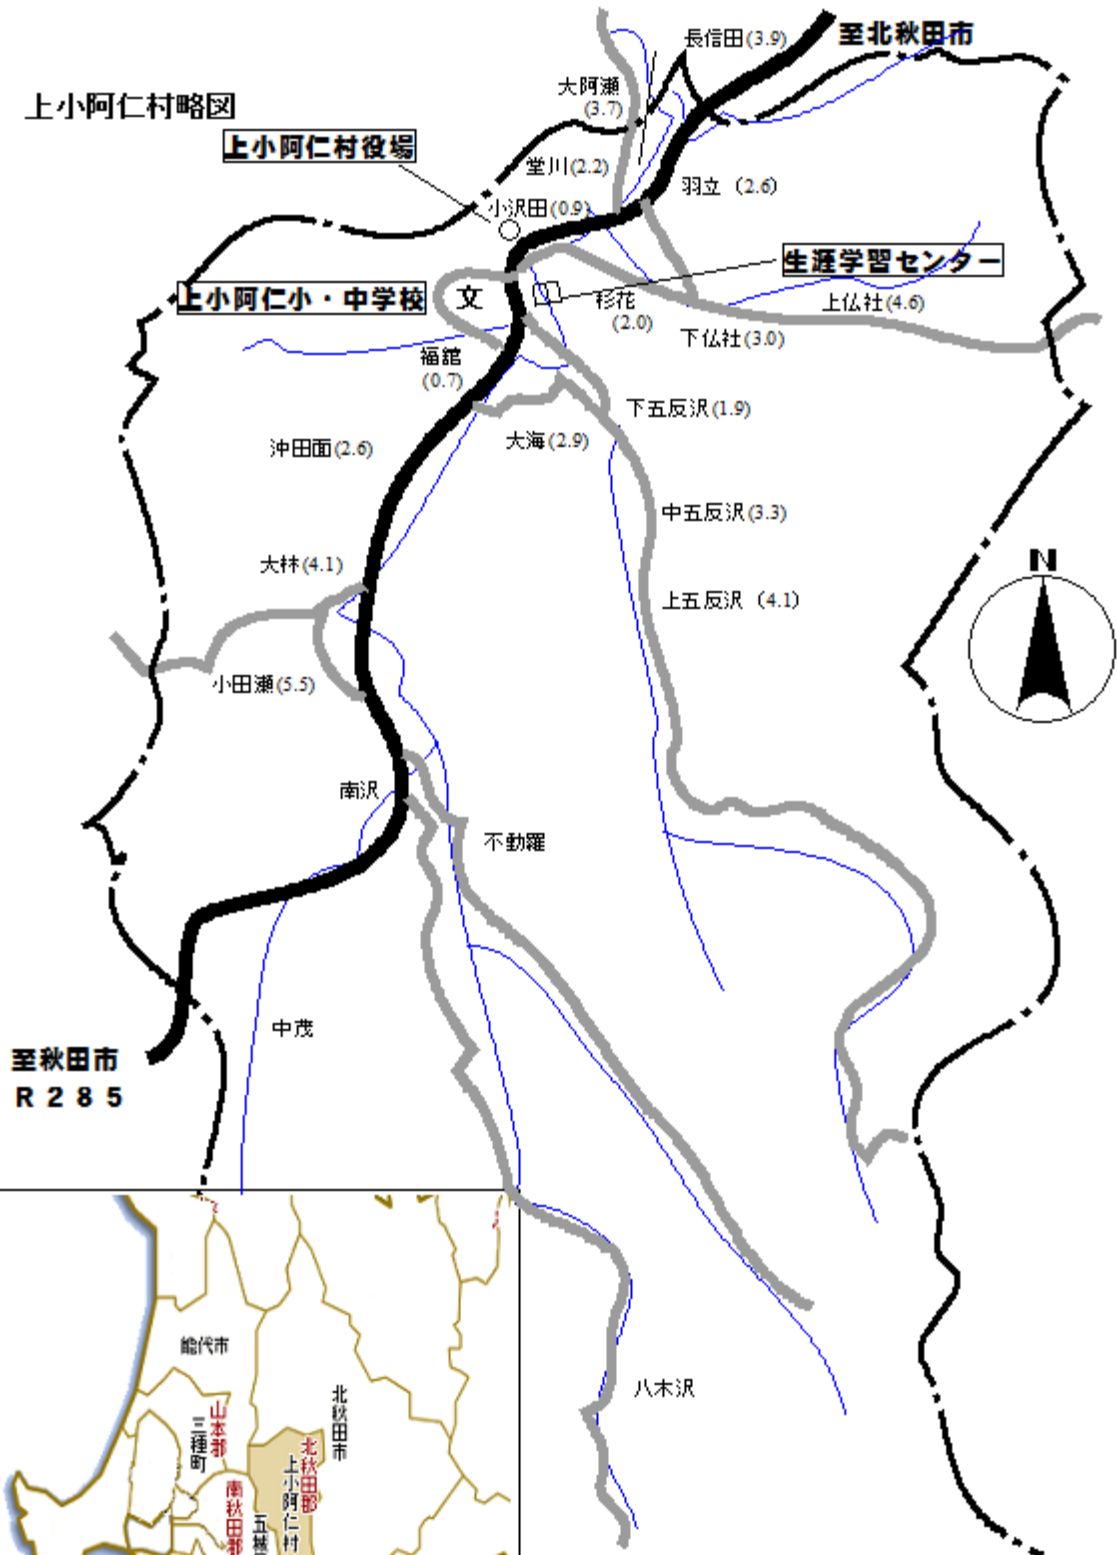 長信田(3.9)
至北秋田市
大阿瀬
(3.7)
上小阿仁村略図
上小阿仁村役場
堂川(2.2)
羽立 (2.6)
小沢田(0.9)
生涯学習センター
上小阿仁小・中学校
文
杉花
(2.0)
上仏社(4.6)
下仏社(3.0)
福舘
(0.7)
下五反沢(1.9)
大海(2.9)
沖田面(2.6)
中五反沢(3.3)
大林(4.1)
N
上五反沢 (4.1)
小田瀬(5.5)
南沢
不動羅
中茂
至秋田市
R285
八木沢
能代市
北秋田市
山本郡
三種町
北秋田郡
上小阿仁村
南秋田郡